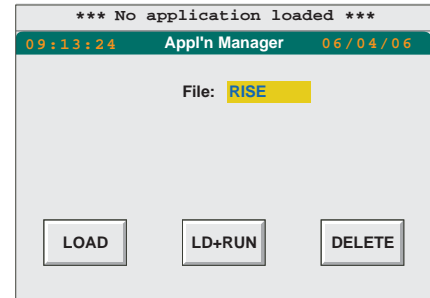 *** No application loaded ***
09:13:24 Appl'n Manager 06/04/06
File: RISE
LOAD LD+RUN DELETE